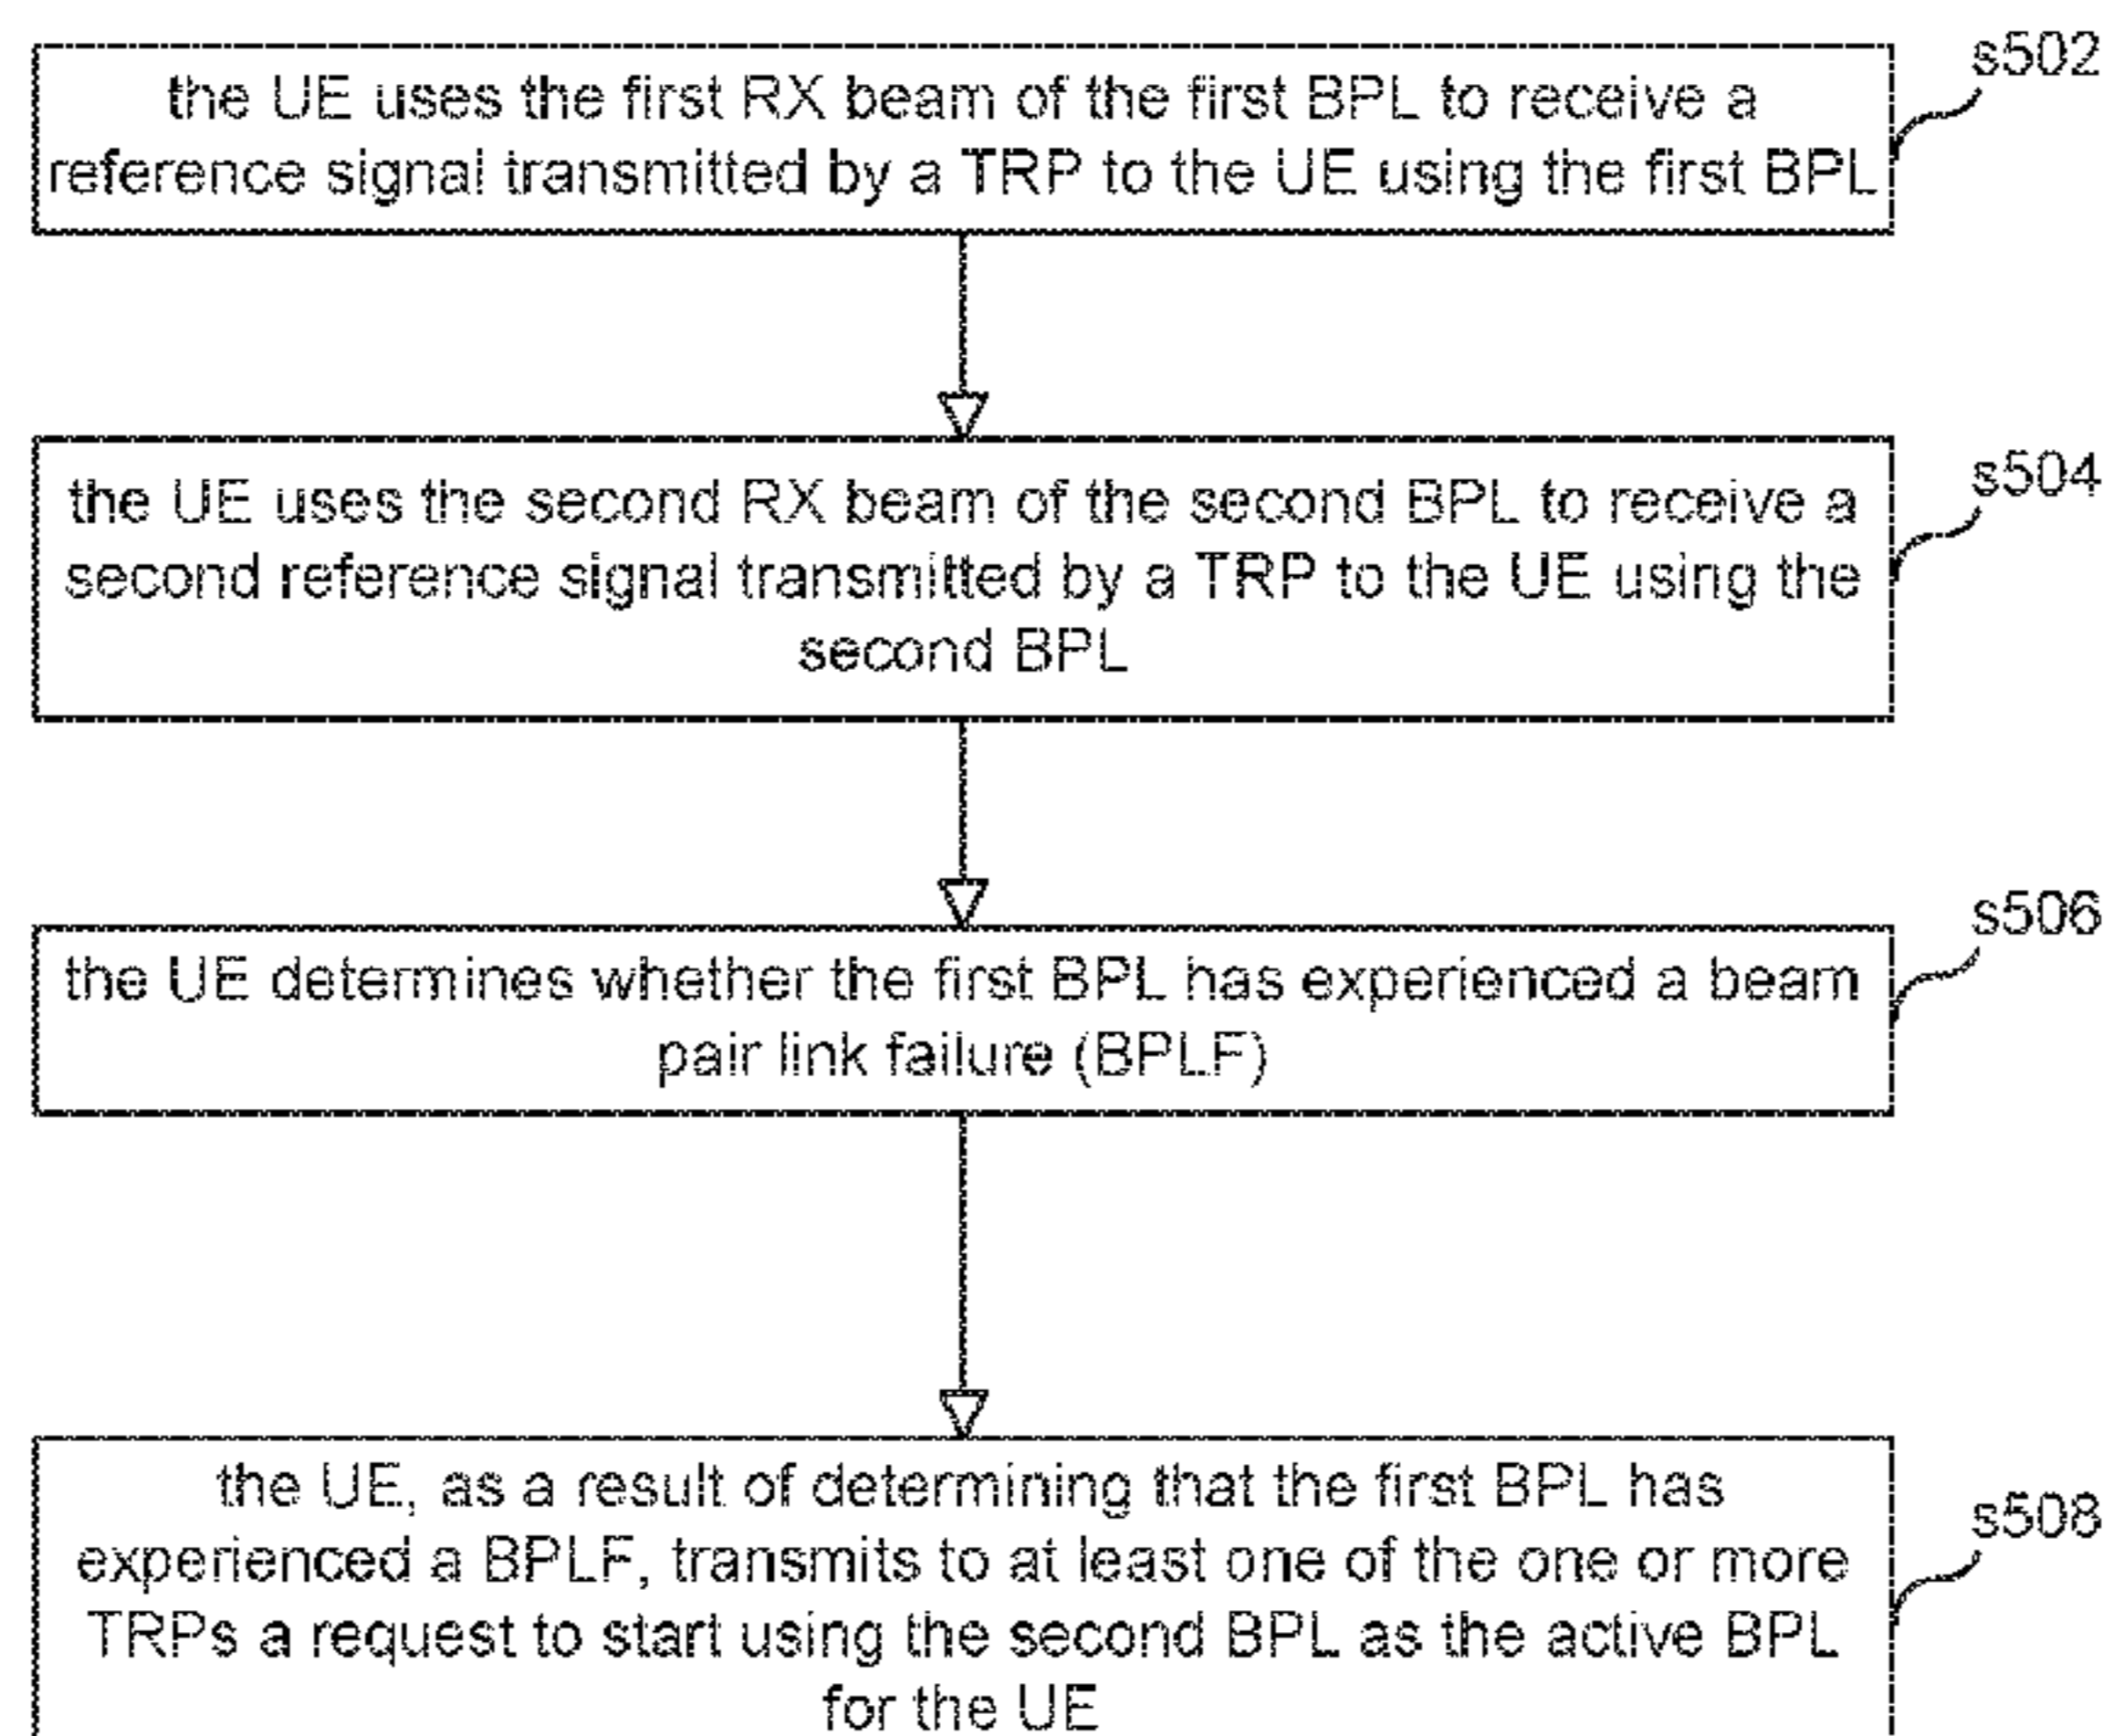 s502
the UE uses the first RX beam of the first BPL to receive a
reference signal transmitted by a TRP to the UE using the first BPL
s504
the UE uses the second RX beam of the second BPL to receive a
second reference signal transmitted by a TRP to the UE using the
second BPL
s506
the UE determines whether the first BPL has experienced a beam
pair link failure (BPLF)
s508
the UE, as a result of determining that the first BPL has
experienced a BPLF, transmits to at least one of the one or more
TRPs a request to start using the second BPL as the active BPL
for the UE